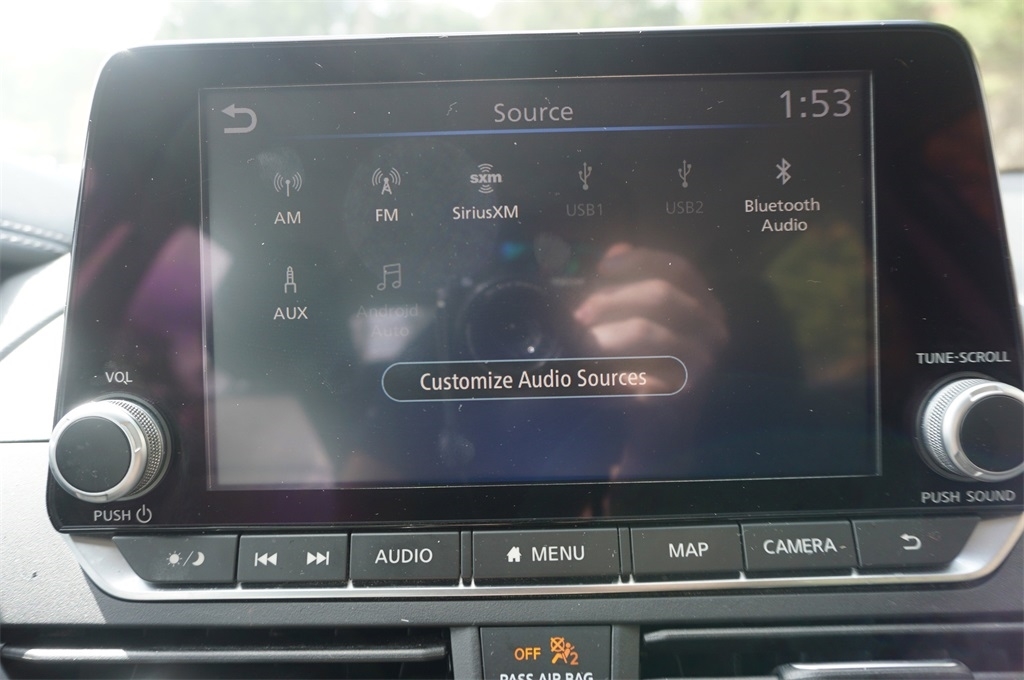 Source
1:53
AM
FM
sxm
SiriusXM
USB1
USB2
Bluetooth
Audio
AUX
Android
Auto
Customize Audio Sources
VOL
PUSH
TUNE·SCROLL
PUSH SOUND
AUDIO
MENU
MAP
CAMERA
OFF
2
PASS AIR BAG